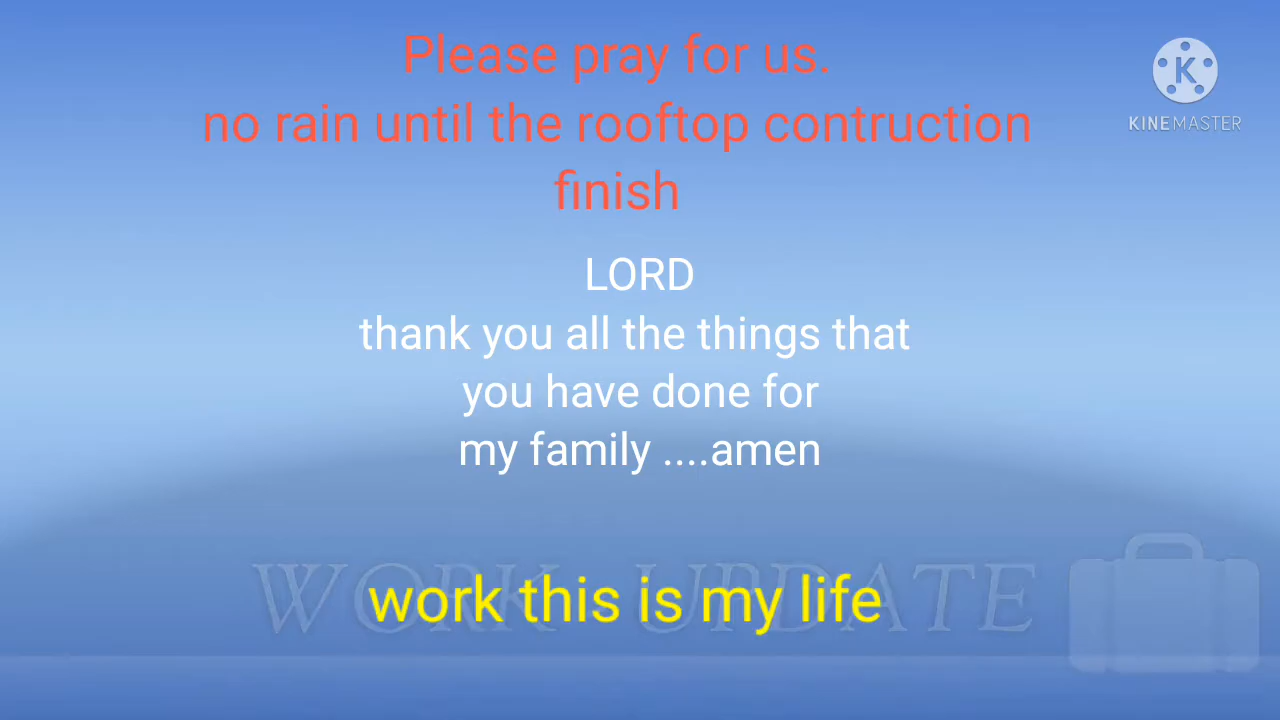 Please pray for us.
no rain until the rooftop contruction
finish
KINEMASTER
LORD
thank you all the things that
you have done for
my family ....amen
WORK UPDATE
work this is my life